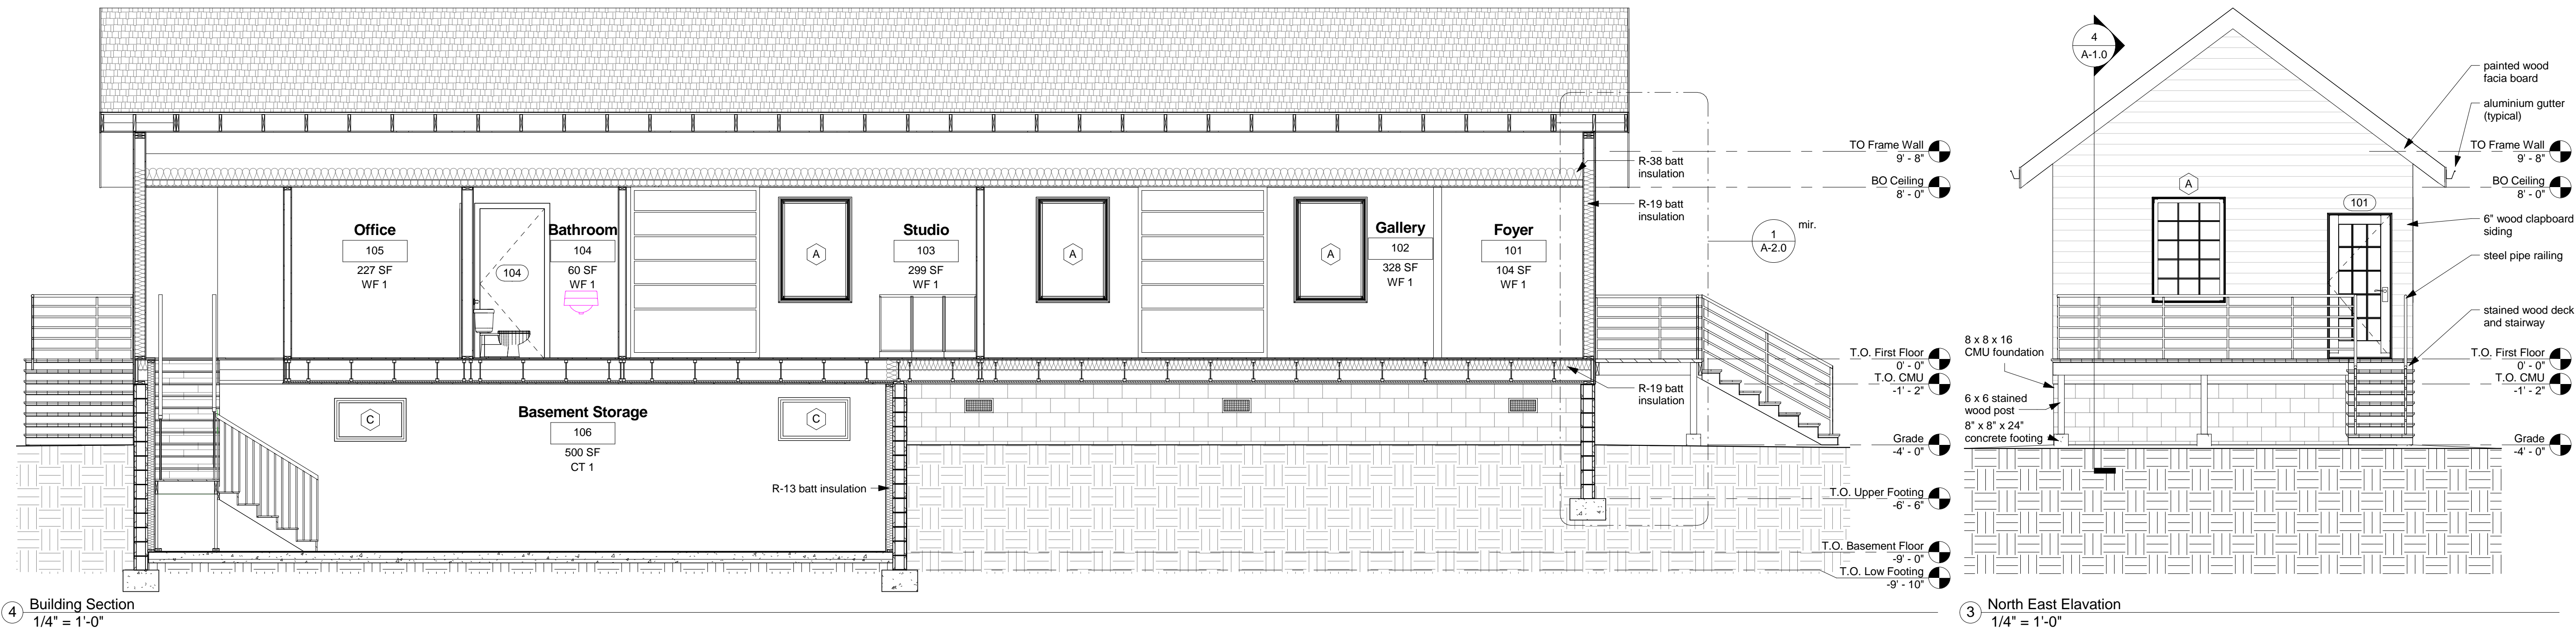 R-38 batt
insulation
R-19 batt
insulation
1
A-2.0
mir.
TO Frame Wall
9' - 8"
BO Ceiling
8' - 0"
Office
105
227 SF
WF 1
104
Bathroom
104
60 SF
WF 1
A
Studio
103
299 SF
WF 1
A
A
Gallery
102
328 SF
WF 1
Foyer
101
104 SF
WF 1
T.O. First Floor
0' - 0"
T.O. CMU
-1' - 2"
R-19 batt
insulation
C
Basement Storage
106
500 SF
CT 1
C
R-13 batt insulation
Grade
-4' - 0"
T.O. Upper Footing
-6' - 6"
T.O. Basement Floor
-9' - 0"
T.O. Low Footing
-9' - 10"
4
Building Section
1/4" = 1'-0"
4
A-1.0
painted wood
facia board
aluminium gutter
(typical)
TO Frame Wall
9' - 8"
BO Ceiling
8' - 0"
A
101
6" wood clapboard
siding
steel pipe railing
stained wood deck
and stairway
8 x 8 x 16
CMU foundation
T.O. First Floor
0' - 0"
T.O. CMU
-1' - 2"
6 x 6 stained
wood post
8" x 8" x 24"
concrete footing
Grade
-4' - 0"
3
North East Elavation
1/4" = 1'-0"